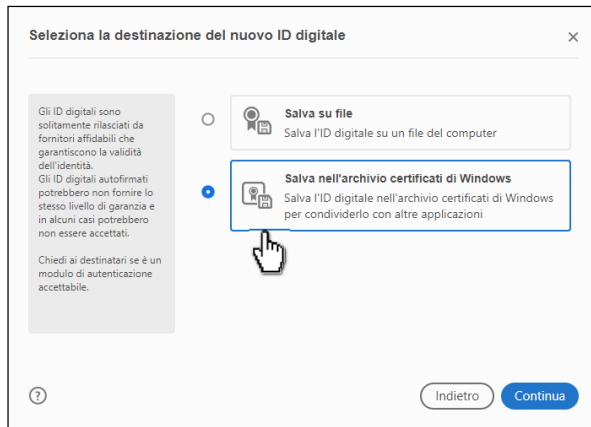 Seleziona la destinazione del nuovo ID digitale
Gli ID digitali sono
solitamente rilasciati da
fornitori affidabili che
garantiscono la validità
dell'identità.
Gli ID digitali autofirmati
potrebbero non fornire lo
stesso livello di garanzia e
in alcuni casi potrebbero
non essere accettati.
Chiedi ai destinatari se è un
modulo di autenticazione
accettabile.
Salva su file
Salva l'ID digitale su un file del computer
Salva nell'archivio certificati di Windows
Salva l'ID digitale nell'archivio certificati di Windows
per condividerlo con altre applicazioni
?
Indietro
Continua